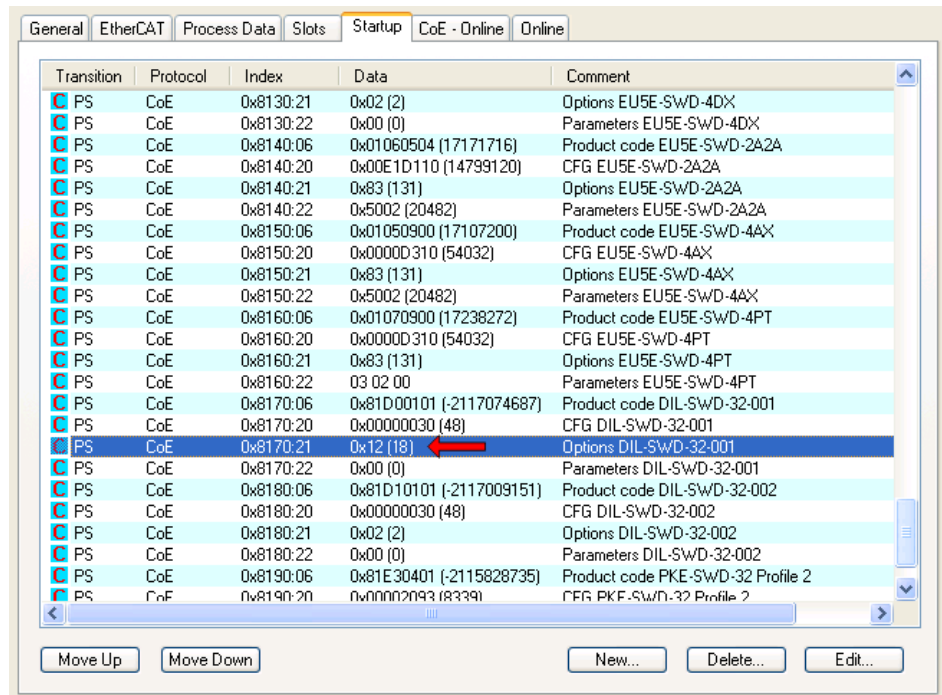 General EtherCAT Process Data Slots Startup CoE - Online Online
Transition Protocol Index Data Comment
C PS CoE 0x8130:21 0x02 (2) Options EU5E-SWD-4DX
C PS CoE 0x8130:22 0x00 (0) Parameters EU5E-SWD-4DX
C PS CoE 0x8140:06 0x01060504 (17171716) Product code EU5E-SWD-2A2A
C PS CoE 0x8140:20 0x00E1D110 (14799120) CFG EU5E-SWD-2A2A
C PS CoE 0x8140:21 0x83 (131) Options EU5E-SWD-2A2A
C PS CoE 0x8140:22 0x5002 (20482) Parameters EU5E-SWD-2A2A
C PS CoE 0x8150:06 0x01050900 (17107200) Product code EU5E-SWD-4AX
C PS CoE 0x8150:20 0x0000D310 (54032) CFG EU5E-SWD-4AX
C PS CoE 0x8150:21 0x83 (131) Options EU5E-SWD-4AX
C PS CoE 0x8150:22 0x5002 (20482) Parameters EU5E-SWD-4AX
C PS CoE 0x8160:06 0x01070900 (17238272) Product code EU5E-SWD-4PT
C PS CoE 0x8160:20 0x0000D310 (54032) CFG EU5E-SWD-4PT
C PS CoE 0x8160:21 0x83 (131) Options EU5E-SWD-4PT
C PS CoE 0x8160:22 03 02 00 Parameters EU5E-SWD-4PT
C PS CoE 0x8170:06 0x81D00101 (-2117074687) Product code DIL-SWD-32-001
C PS CoE 0x8170:20 0x00000030 (48) CFG DIL-SWD-32-001
C PS CoE 0x8170:21 0x12 (18) Options DIL-SWD-32-001
C PS CoE 0x8170:22 0x00 (0) Parameters DIL-SWD-32-001
C PS CoE 0x8180:06 0x81D10101 (-2117009151) Product code DIL-SWD-32-002
C PS CoE 0x8180:20 0x00000030 (48) CFG DIL-SWD-32-002
C PS CoE 0x8180:21 0x02 (2) Options DIL-SWD-32-002
C PS CoE 0x8180:22 0x00 (0) Parameters DIL-SWD-32-002
C PS CoE 0x8190:06 0x81E30401 (-2115828735) Product code PKE-SWD-32 Profile 2
C PS CoE 0x8190:20 0x00002093 (8339) CFG PKE-SWD-32 Profile 2
Move Up Move Down New... Delete... Edit...